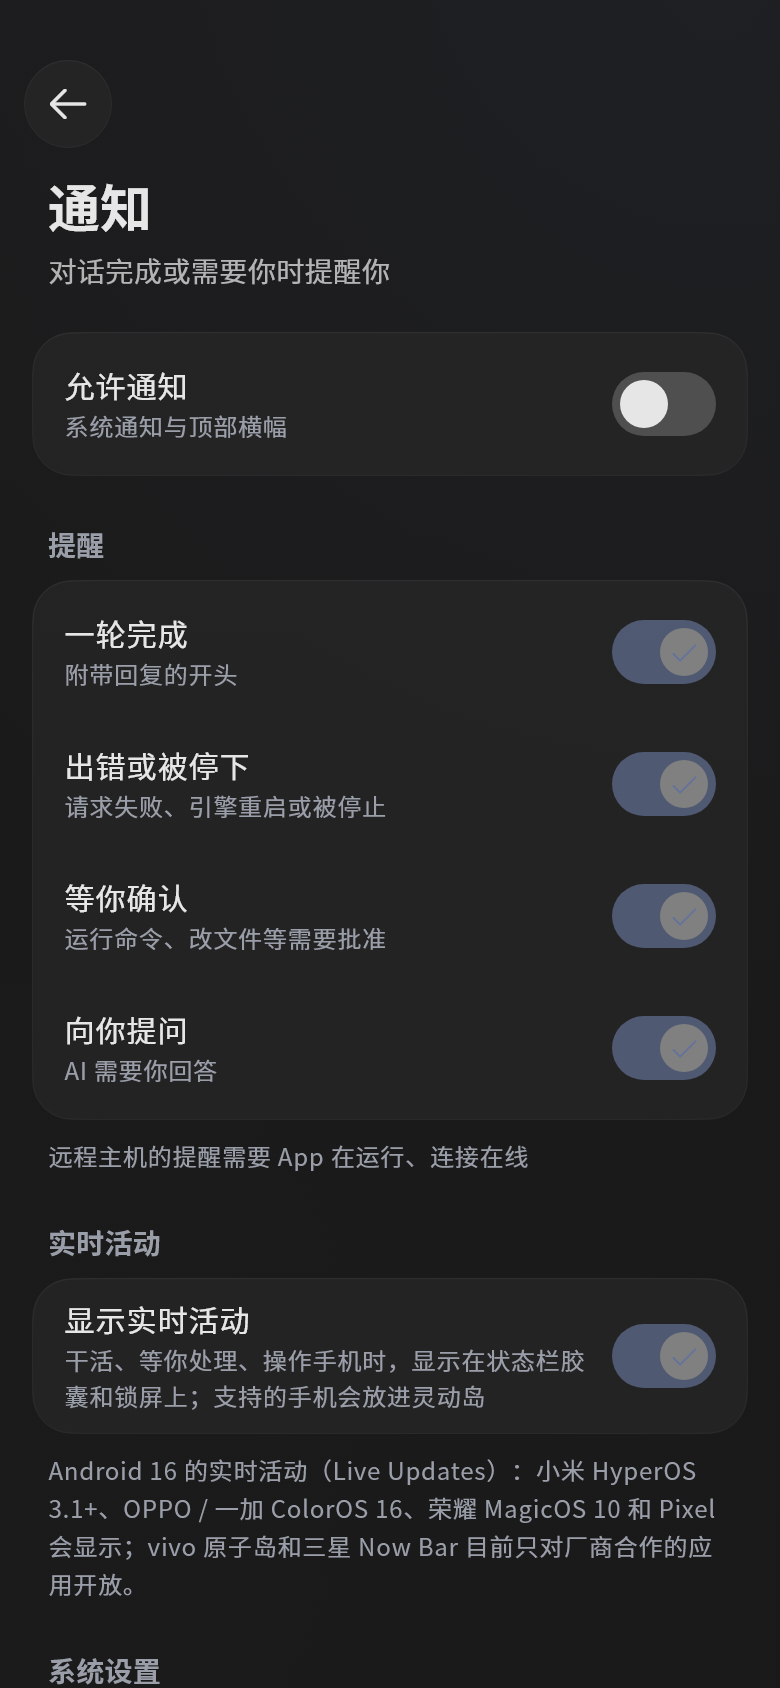 通知
对话完成或需要你时提醒你
允许通知
系统通知与顶部横幅
提醒
一轮完成
附带回复的开头
出错或被停下
请求失败、引擎重启或被停止
等你确认
运行命令、改文件等需要批准
向你提问
AI 需要你回答
远程主机的提醒需要 App 在运行、连接在线
实时活动
显示实时活动
干活、等你处理、操作手机时，显示在状态栏胶
囊和锁屏上；支持的手机会放进灵动岛
Android 16 的实时活动（Live Updates）：小米 HyperOS
3.1+、OPPO / 一加 ColorOS 16、荣耀 MagicOS 10 和 Pixel
会显示；vivo 原子岛和三星 Now Bar 目前只对厂商合作的应
用开放。
系统设置